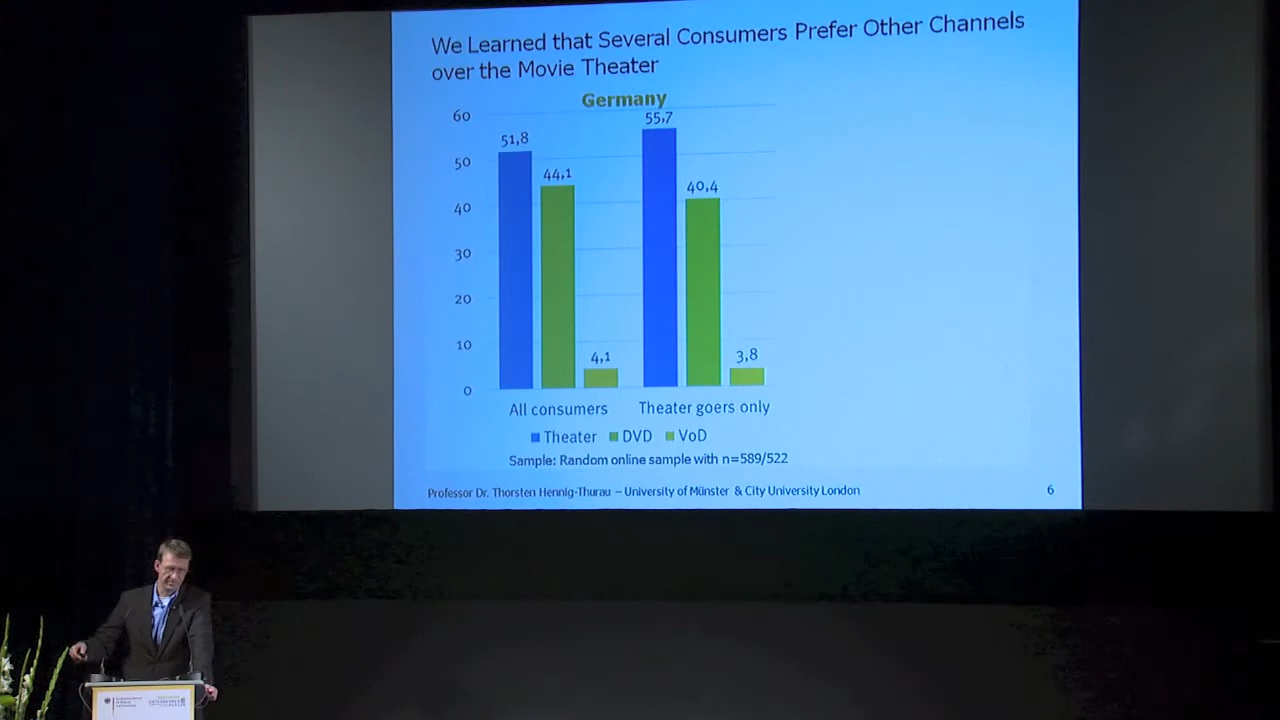 We Learned that Several Consumers Prefer Other Channels
over the Movie Theater
Germany
60
50
40
30
20
10
0
51,8
44,1
4,1
55,7
40,4
3,8
All consumers
Theater goers only
Theater DVD VoD
Sample: Random online sample with n=589/522
Professor Dr. Thorsten Hennig-Thurau – University of Münster & City University London
6